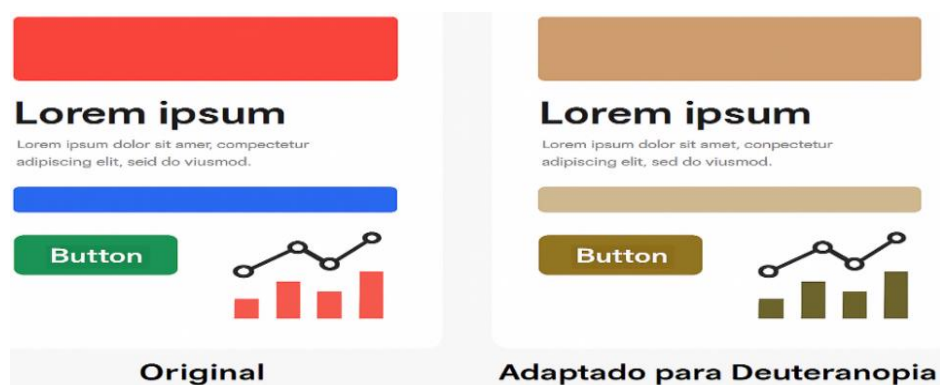 Lorem ipsum
Lorem ipsum dolor sit amer, compectetur
adipiscing elit, seid do viusmod.
Button
Original
Lorem ipsum
Lorem ipsum dolor sit amet, conpectetur
adipiscing elit, sed do viusmod.
Button
Adaptado para Deuteranopia